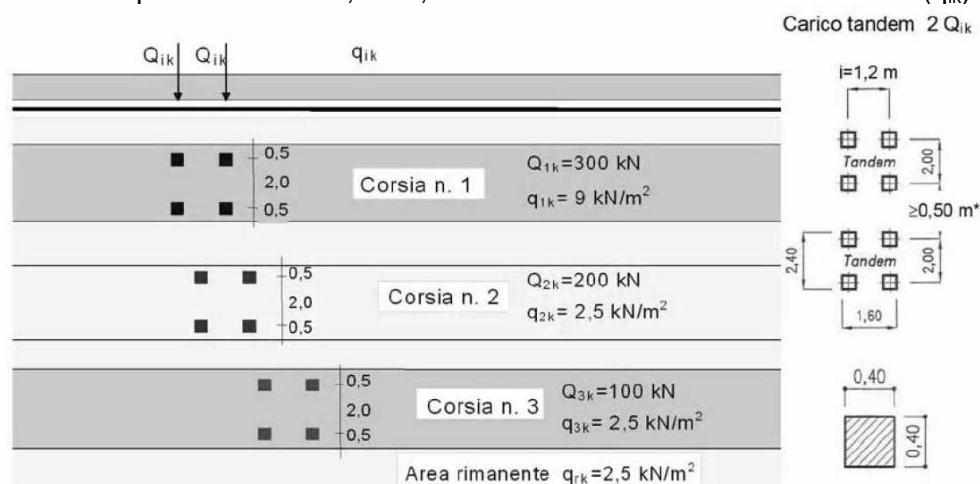 Carico tandem 2 Qik
Qik Qik qik
i=1,2 m
0,5
2,0
0,5
Corsia n. 1
Q1k=300 kN
q1k= 9 kN/m²
Tandem
2,00
≥0,50 m*
0,5
2,0
0,5
Corsia n. 2
Q2k=200 kN
q2k= 2,5 kN/m²
2,40
Tandem
2,00
1,60
0,5
2,0
0,5
Corsia n. 3
Q3k=100 kN
q3k= 2,5 kN/m²
0,40
0,40
Area rimanente qrk=2,5 kN/m²